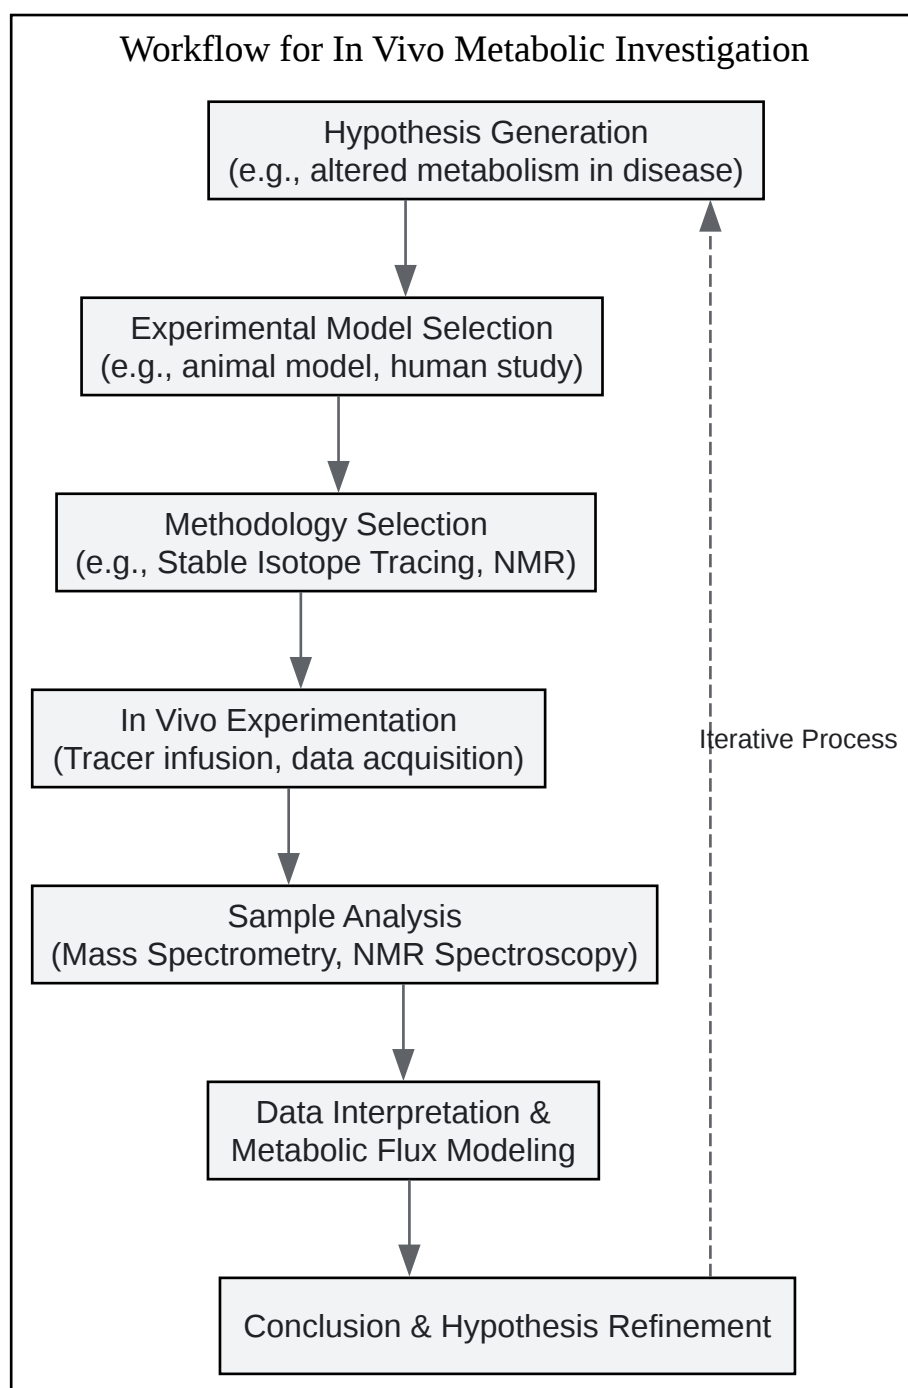 Workflow for In Vivo Metabolic Investigation
Hypothesis Generation
(e.g., altered metabolism in disease)
Experimental Model Selection
(e.g., animal model, human study)
Methodology Selection
(e.g., Stable Isotope Tracing, NMR)
In Vivo Experimentation
(Tracer infusion, data acquisition)
Iterative Process
Sample Analysis
(Mass Spectrometry, NMR Spectroscopy)
Data Interpretation &
Metabolic Flux Modeling
Conclusion & Hypothesis Refinement